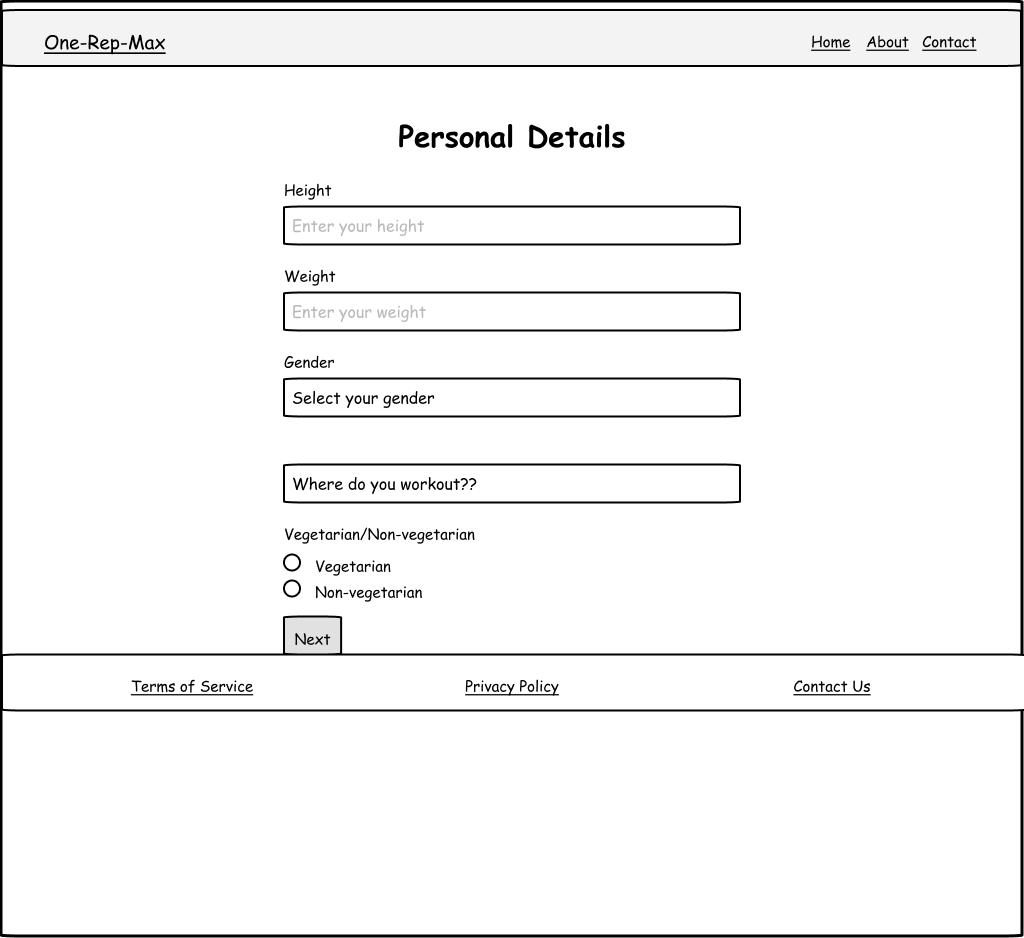 One-Rep-Max
Home About Contact
Personal Details
Height
Enter your height
Weight
Enter your weight
Gender
Select your gender
Where do you workout??
Vegetarian/Non-vegetarian
Vegetarian
Non-vegetarian
Next
Terms of Service Privacy Policy Contact Us